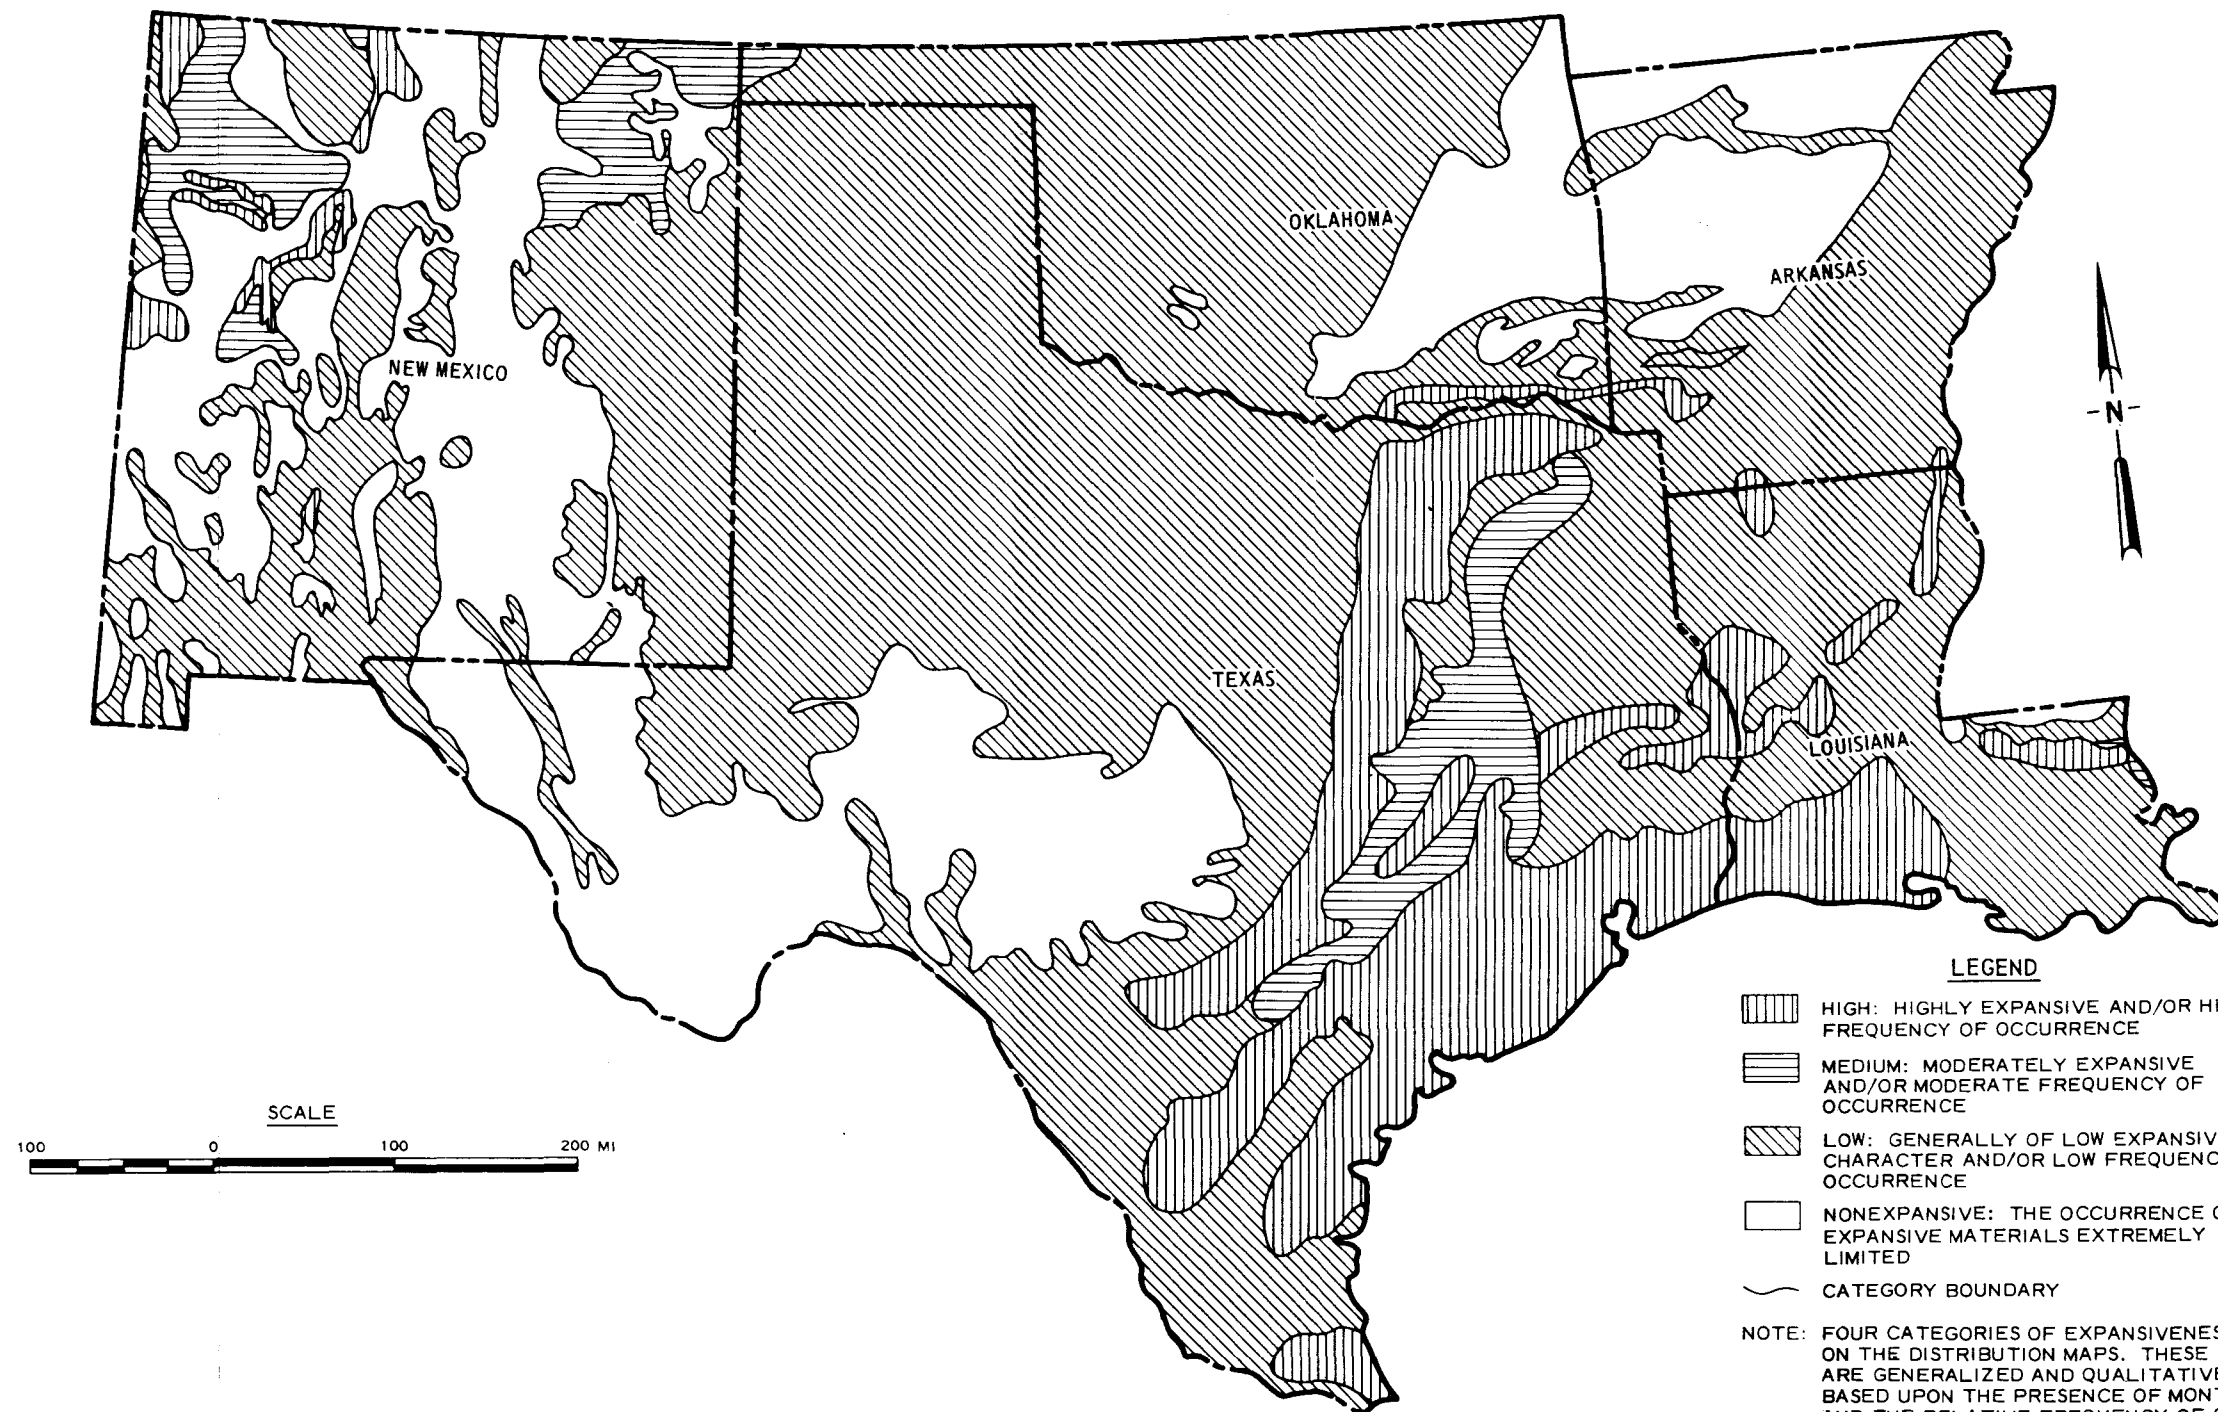 OKLAHOMA
ARKANSAS
NEW MEXICO
TEXAS
LOUISIANA
-N-
LEGEND
HIGH: HIGHLY EXPANSIVE AND/OR
FREQUENCY OF OCCURRENCE
MEDIUM: MODERATELY EXPANSIVE
AND/OR MODERATE FREQUENCY OF
OCCURRENCE
LOW: GENERALLY OF LOW EXPANSIV
CHARACTER AND/OR LOW FREQUENC
OCCURRENCE
NONEXPANSIVE: THE OCCURRENCE
EXPANSIVE MATERIALS EXTREMELY
LIMITED
CATEGORY BOUNDARY
NOTE: FOUR CATEGORIES OF EXPANSIVENES
ON THE DISTRIBUTION MAPS. THESE
ARE GENERALIZED AND QUALITATIVE
BASED UPON THE PRESENCE OF MONT
SCALE
100 0 100 200 MI